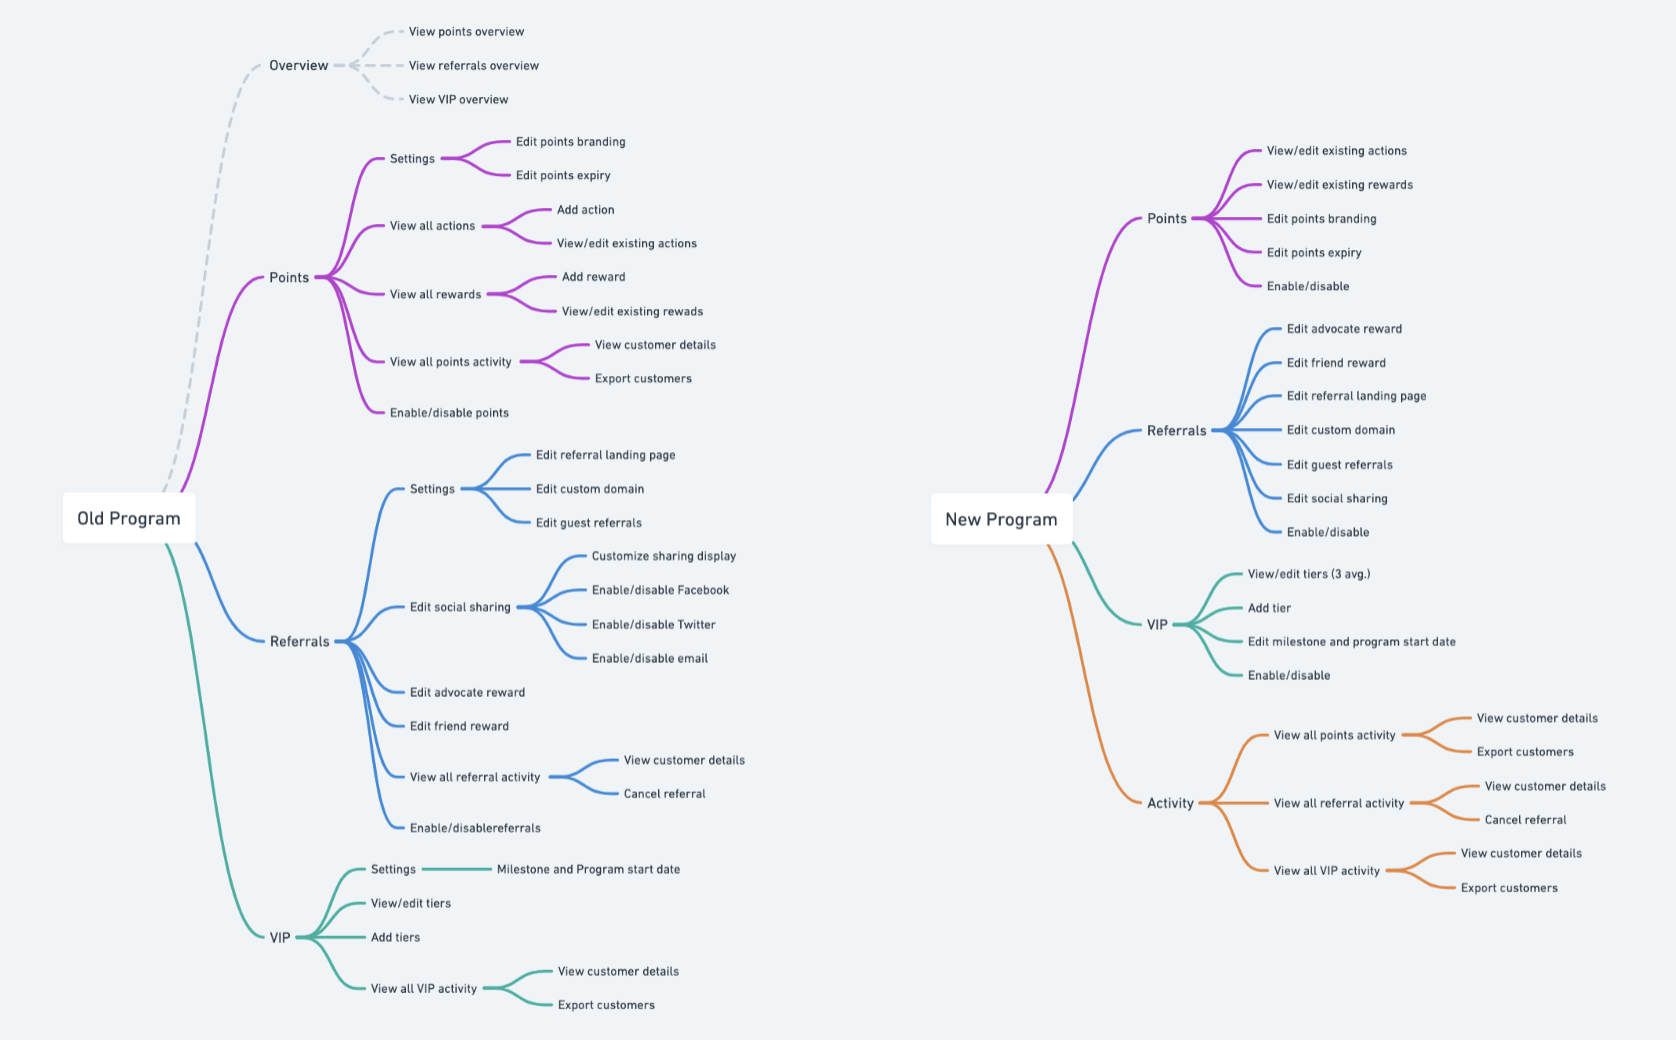 Old Program
Overview
View points overview
View referrals overview
View VIP overview
Points
Settings
Edit points branding
Edit points expiry
View all actions
Add action
View/edit existing actions
View all rewards
Add reward
View/edit existing rewads
View all points activity
View customer details
Export customers
Enable/disable points
Referrals
Settings
Edit referral landing page
Edit custom domain
Edit guest referrals
Edit social sharing
Customize sharing display
Enable/disable Facebook
Enable/disable Twitter
Enable/disable email
Edit advocate reward
Edit friend reward
View all referral activity
View customer details
Cancel referral
Enable/disablereferrals
VIP
Settings
Milestone and Program start date
View/edit tiers
Add tiers
View all VIP activity
View customer details
Export customers
New Program
Points
View/edit existing actions
View/edit existing rewards
Edit points branding
Edit points expiry
Enable/disable
Referrals
Edit advocate reward
Edit friend reward
Edit referral landing page
Edit custom domain
Edit guest referrals
Edit social sharing
Enable/disable
VIP
View/edit tiers (3 avg.)
Add tier
Edit milestone and program start date
Enable/disable
Activity
View all points activity
View customer details
Export customers
View all referral activity
View customer details
Cancel referral
View all VIP activity
View customer details
Export customers